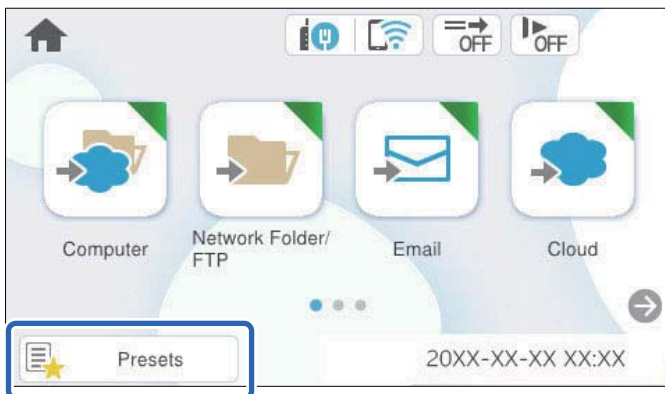 OFF OFF
Computer
Network Folder/
FTP
Email
Cloud
Presets
20XX-XX-XX XX:XX